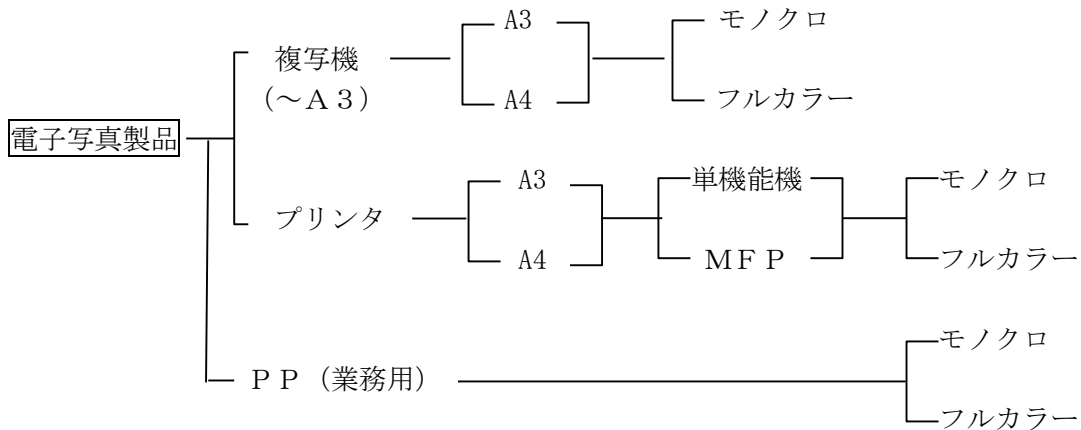 電子写真製品
複写機
(～A３)
A3
A4
モノクロ
フルカラー
プリンタ
A3
A4
単機能機
ＭＦＰ
モノクロ
フルカラー
ＰＰ（業務用）
モノクロ
フルカラー